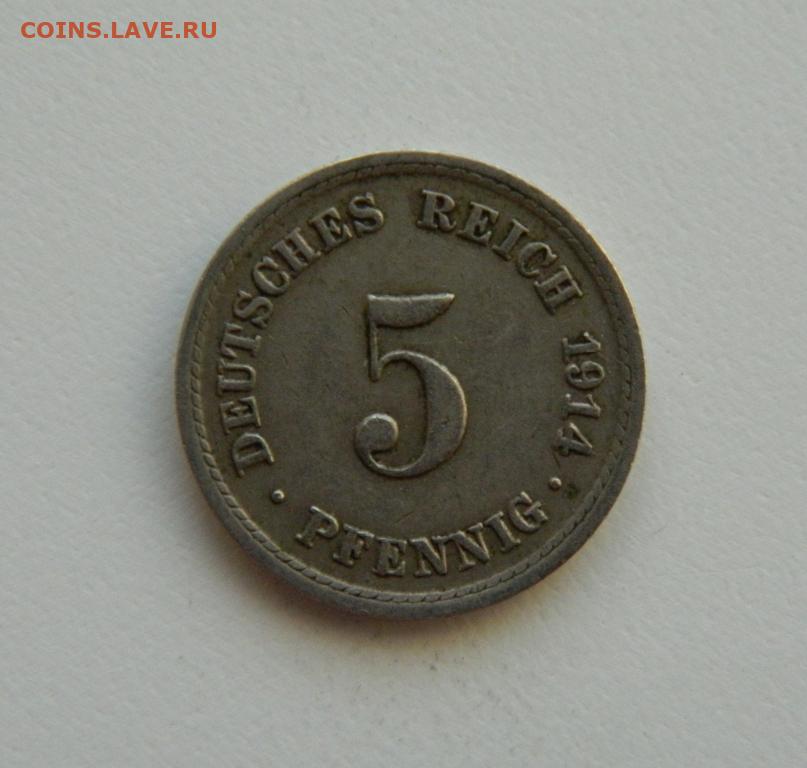 COINS.LAVE.RU
DEUTSCHES REICH 1914
5
· PFENNIG ·